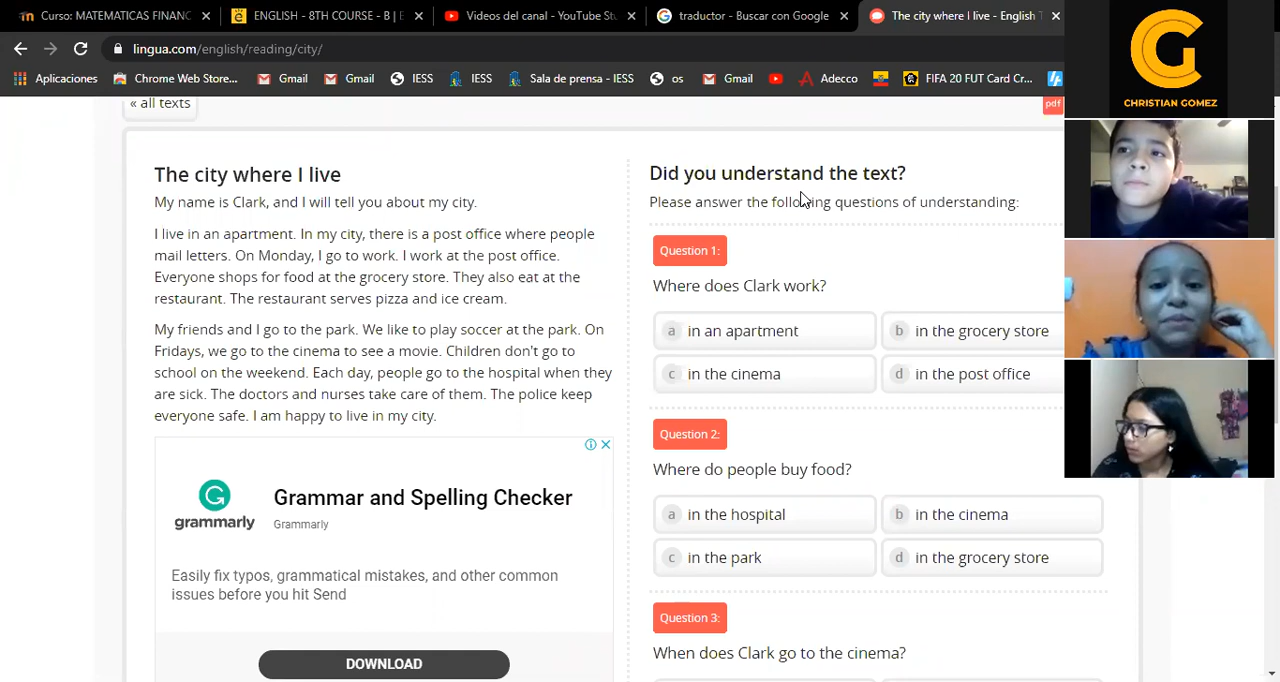 Curso: MATEMATICAS FINANC
ENGLISH - 8TH COURSE - B | E
Videos del canal - YouTube Stu
traductor - Buscar con Google
The city where I live - English T
lingua.com/english/reading/city/
Aplicaciones
Chrome Web Store...
Gmail
Gmail
IESS
IESS
Sala de prensa - IESS
os
Gmail
Adecco
FIFA 20 FUT Card Cr...
« all texts
pdf
The city where I live
My name is Clark, and I will tell you about my city.
I live in an apartment. In my city, there is a post office where people
mail letters. On Monday, I go to work. I work at the post office.
Everyone shops for food at the grocery store. They also eat at the
restaurant. The restaurant serves pizza and ice cream.
My friends and I go to the park. We like to play soccer at the park. On
Fridays, we go to the cinema to see a movie. Children don't go to
school on the weekend. Each day, people go to the hospital when they
are sick. The doctors and nurses take care of them. The police keep
everyone safe. I am happy to live in my city.
grammarly
Grammar and Spelling Checker
Grammarly
Easily fix typos, grammatical mistakes, and other common
issues before you hit Send
DOWNLOAD
Did you understand the text?
Please answer the following questions of understanding:
Question 1:
Where does Clark work?
a in an apartment
b in the grocery store
c in the cinema
d in the post office
Question 2:
Where do people buy food?
a in the hospital
b in the cinema
c in the park
d in the grocery store
Question 3:
When does Clark go to the cinema?
CHRISTIAN GOMEZ